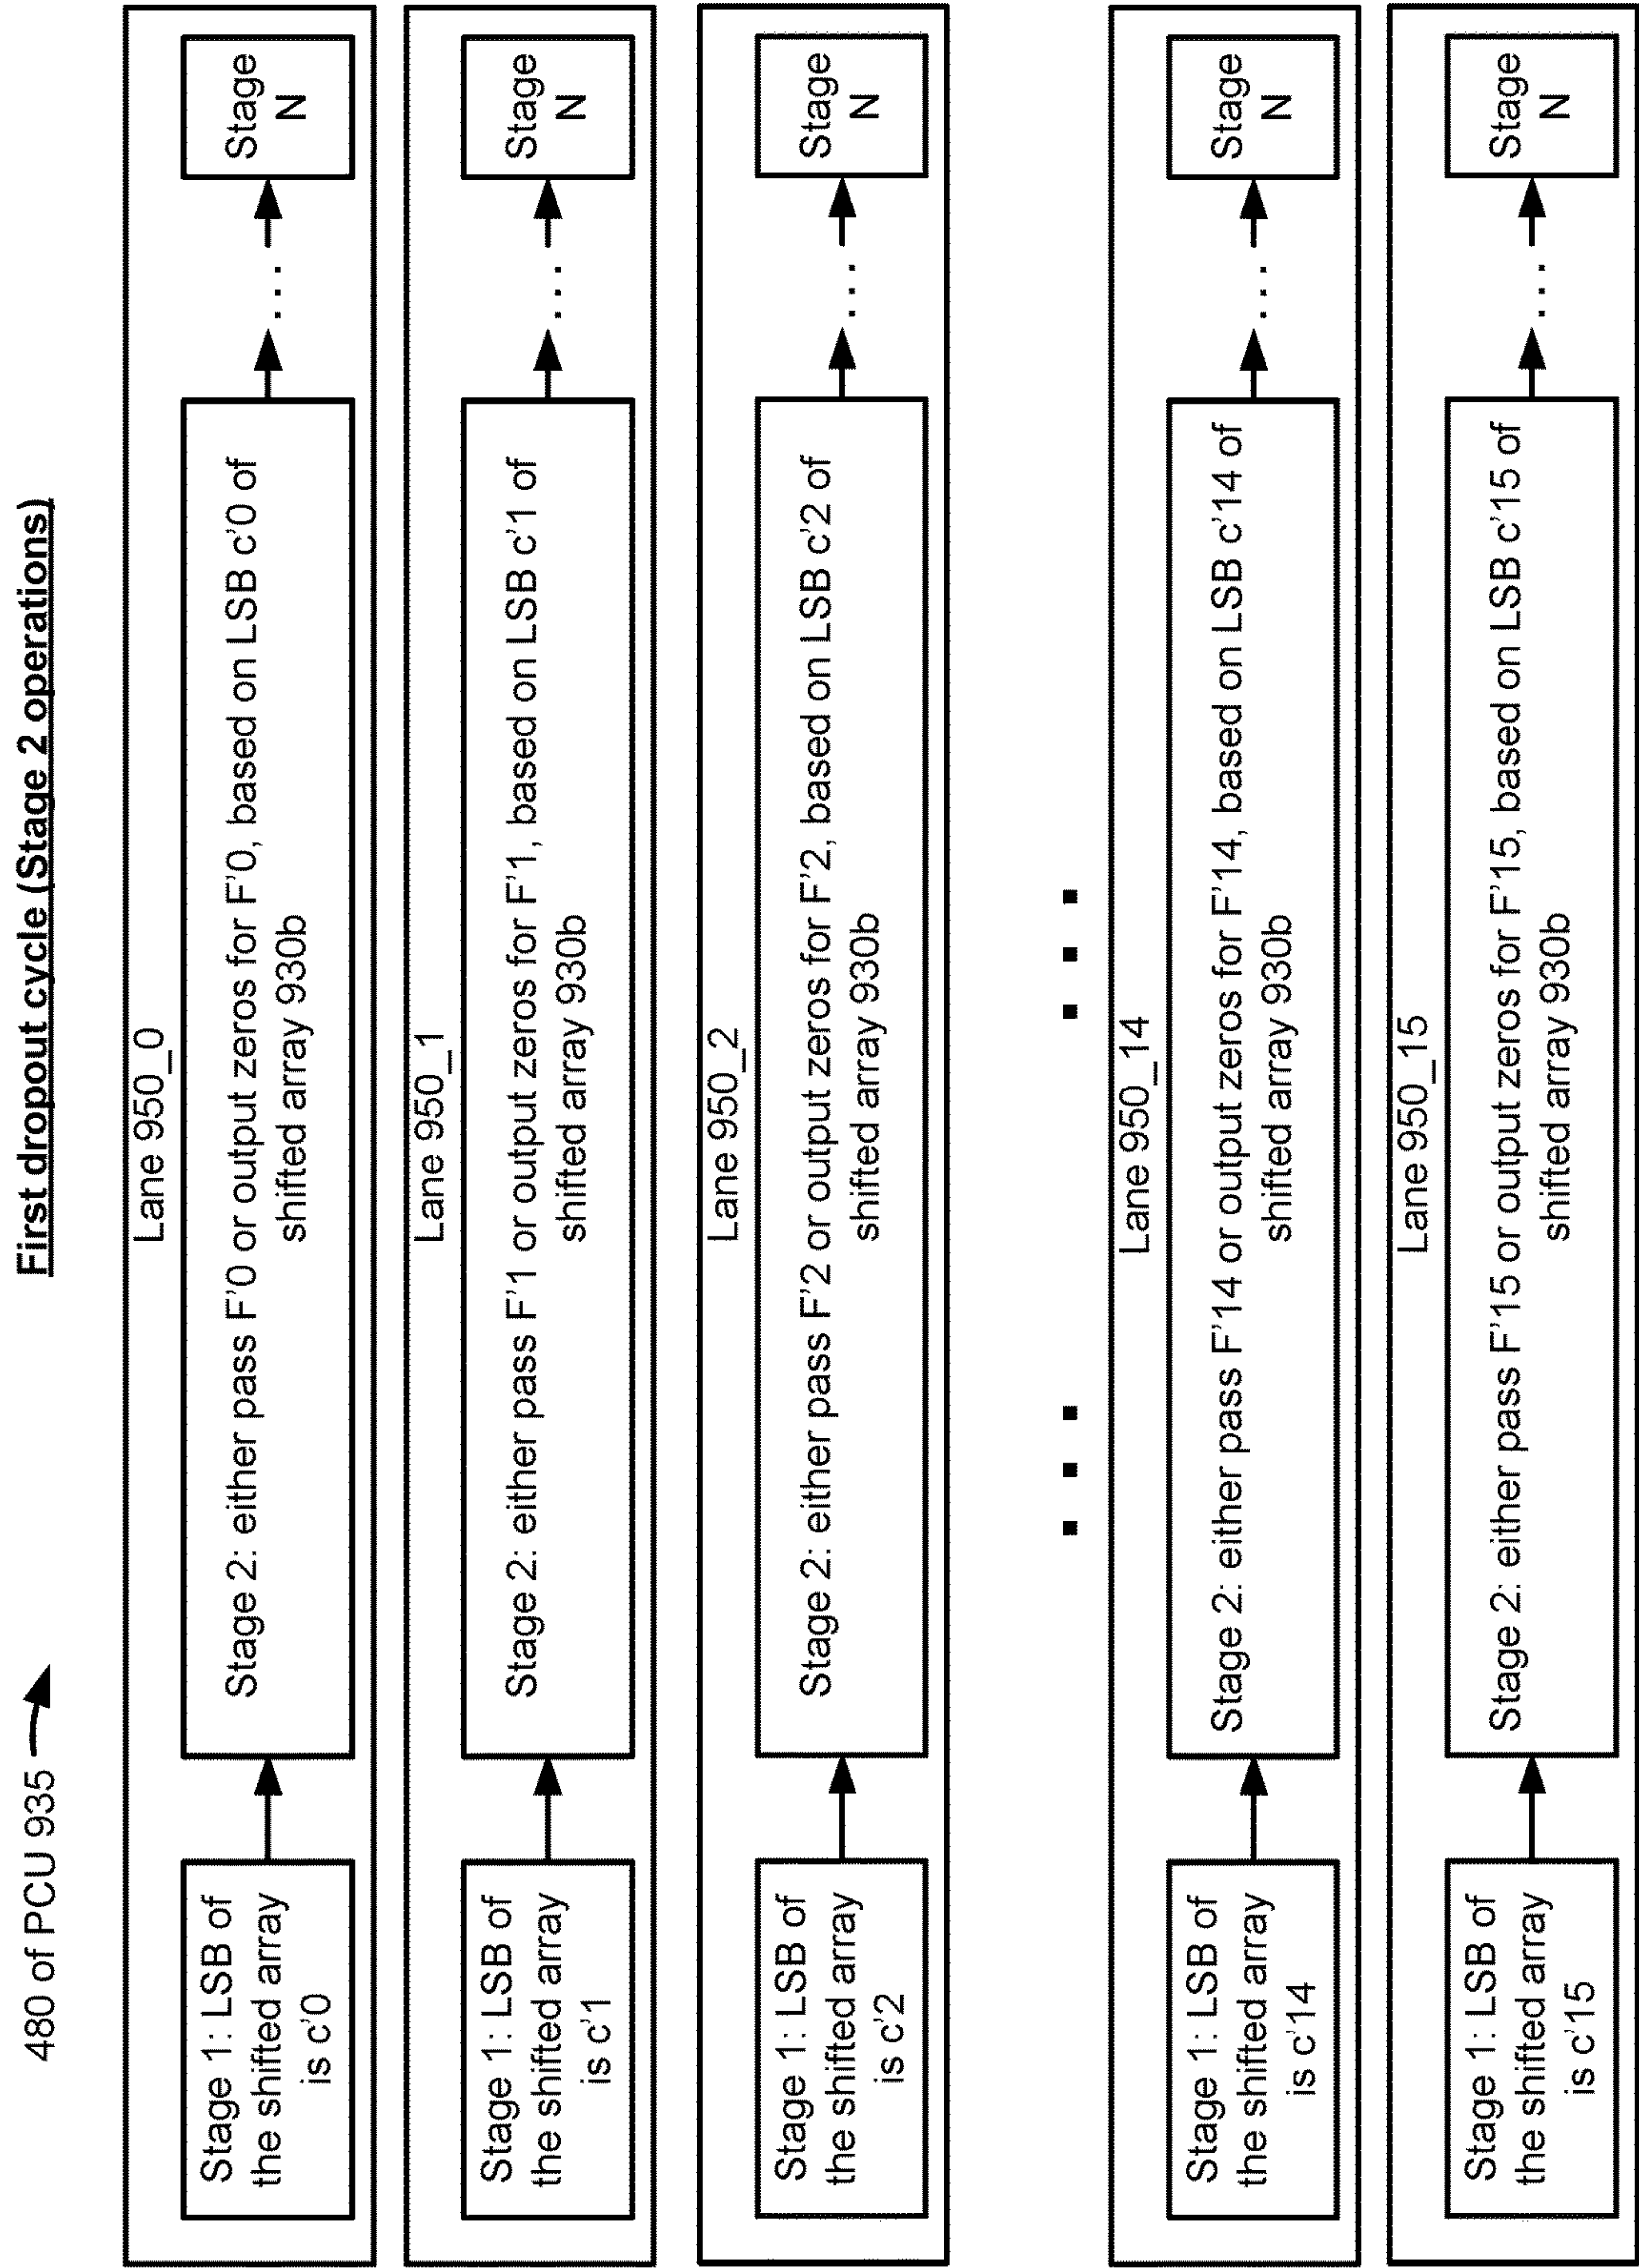 480 of PCU 935
First dropout cycle (Stage 2 operations)
Lane 950_0
Stage 1: LSB of
the shifted array
is c'0
Stage 2: either pass F'0 or output zeros for F'0, based on LSB c'0 of
shifted array 930b
. . .
Stage
N
Lane 950_1
Stage 1: LSB of
the shifted array
is c'1
Stage 2: either pass F'1 or output zeros for F'1, based on LSB c'1 of
shifted array 930b
. . .
Stage
N
Lane 950_2
Stage 1: LSB of
the shifted array
is c'2
Stage 2: either pass F'2 or output zeros for F'2, based on LSB c'2 of
shifted array 930b
. . .
Stage
N
. . . . . .
Lane 950_14
Stage 1: LSB of
the shifted array
is c'14
Stage 2: either pass F'14 or output zeros for F'14, based on LSB c'14 of
shifted array 930b
. . .
Stage
N
Lane 950_15
Stage 1: LSB of
the shifted array
is c'15
Stage 2: either pass F'15 or output zeros for F'15, based on LSB c'15 of
shifted array 930b
. . .
Stage
N